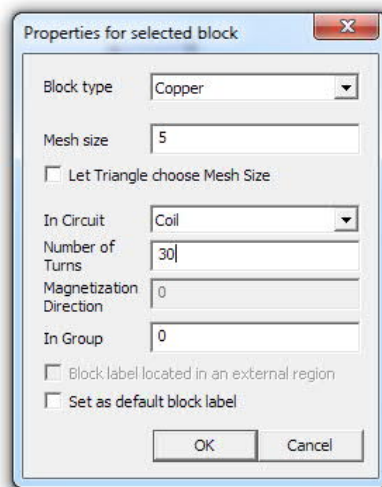 Properties for selected block
X
Block type Copper
Mesh size 5
Let Triangle choose Mesh Size
In Circuit Coil
Number of
Turns 30
Magnetization
Direction 0
In Group 0
Block label located in an external region
Set as default block label
OK Cancel